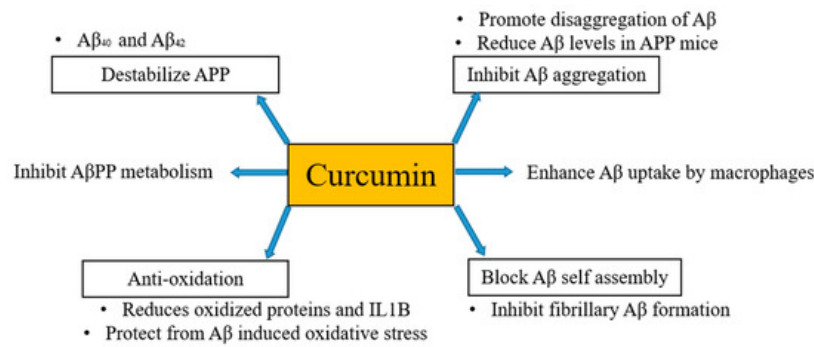 • Aβ₄₀ and Aβ₄₂
Destabilize APP
• Promote disaggregation of Aβ
• Reduce Aβ levels in APP mice
Inhibit Aβ aggregation
Inhibit AβPP metabolism
Curcumin
Enhance Aβ uptake by macrophages
Anti-oxidation
• Reduces oxidized proteins and IL1B
• Protect from Aβ induced oxidative stress
Block Aβ self assembly
• Inhibit fibrillary Aβ formation